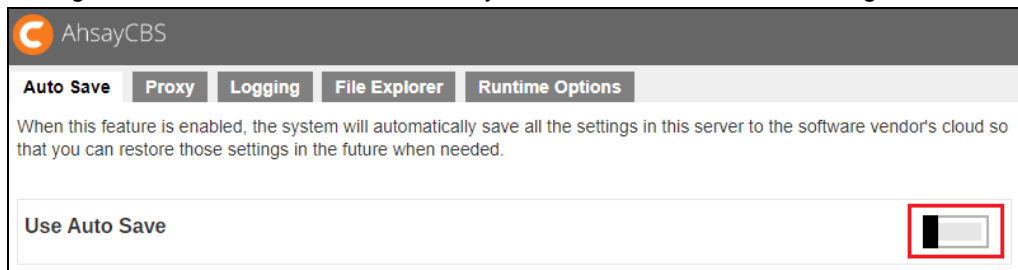 AhsayCBS
Auto Save Proxy Logging File Explorer Runtime Options
When this feature is enabled, the system will automatically save all the settings in this server to the software vendor's cloud so
that you can restore those settings in the future when needed.
Use Auto Save